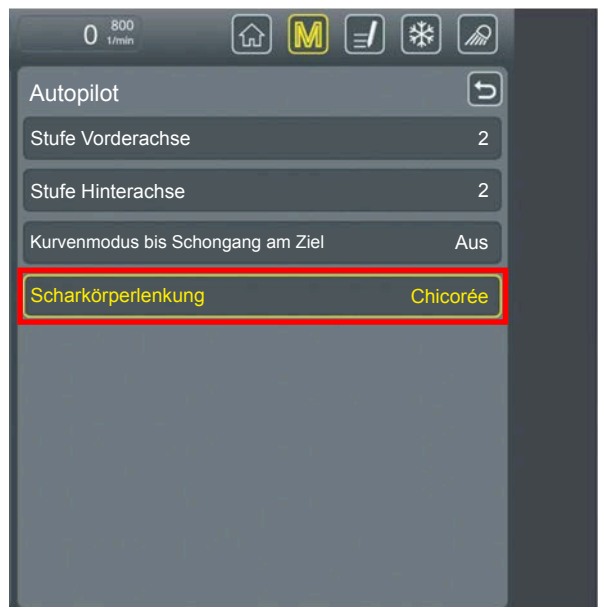 0 800 1/min M
Autopilot
Stufe Vorderachse 2
Stufe Hinterachse 2
Kurvenmodus bis Schongang am Ziel Aus
Scharkörperlenkung Chicorée